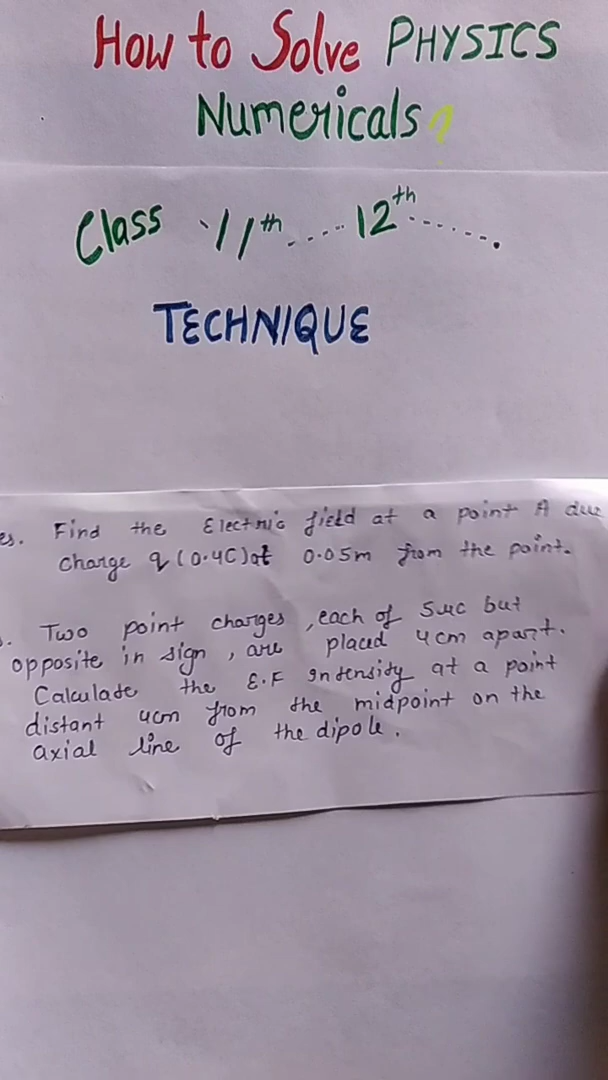 How to Solve PHYSICS
Numericals?
Class 11th.....12th.......
TECHNIQUE
es. Find the Electric field at a point A due
charge q (0.4C)at 0.05m from the point.
. Two point charges, each of 5uc but
opposite in sign, are placed 4cm apart.
Calculate the E.F intensity at a point
distant 4cm from the midpoint on the
axial line of the dipole.